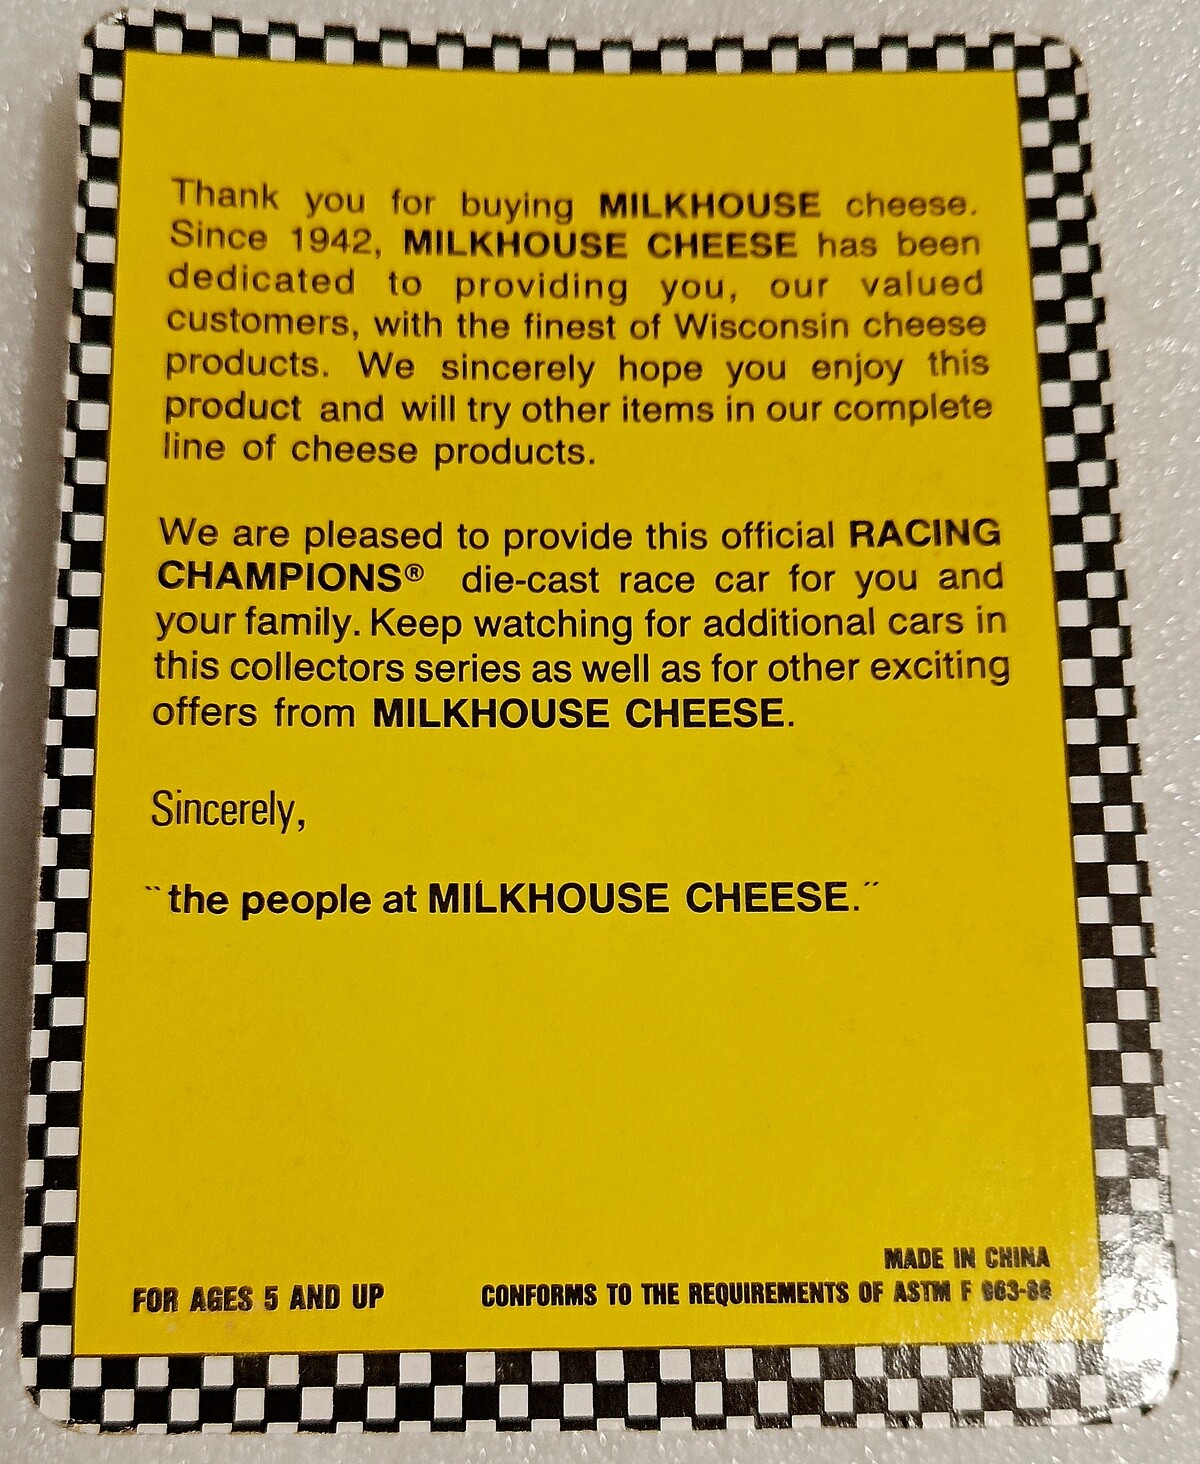 Thank you for buying MILKHOUSE cheese.
Since 1942, MILKHOUSE CHEESE has been
dedicated to providing you, our valued
customers, with the finest of Wisconsin cheese
products. We sincerely hope you enjoy this
product and will try other items in our complete
line of cheese products.
We are pleased to provide this official RACING
CHAMPIONS® die-cast race car for you and
your family. Keep watching for additional cars in
this collectors series as well as for other exciting
offers from MILKHOUSE CHEESE.
Sincerely,
"the people at MILKHOUSE CHEESE."
MADE IN CHINA
FOR AGES 5 AND UP
CONFORMS TO THE REQUIREMENTS OF ASTM F